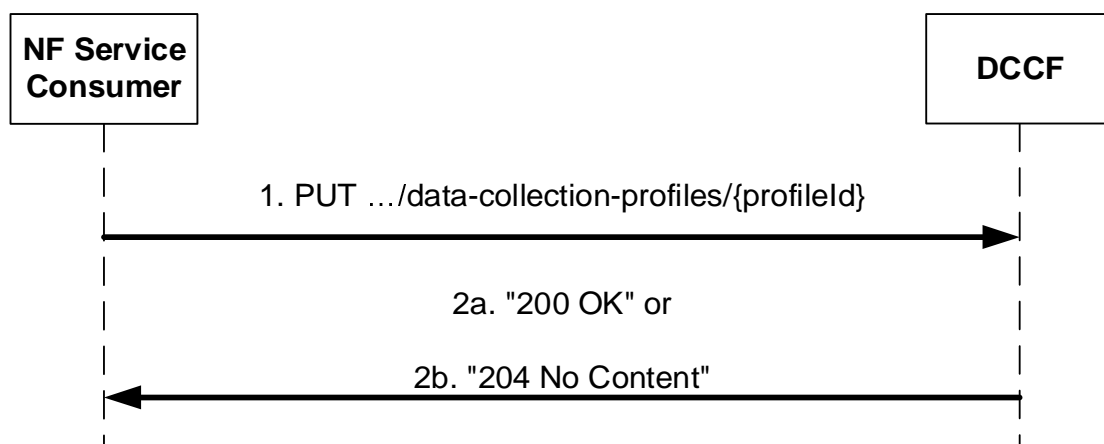 NF Service
Consumer
DCCF
1. PUT …/data-collection-profiles/{profileId}
2a. "200 OK" or
2b. "204 No Content"